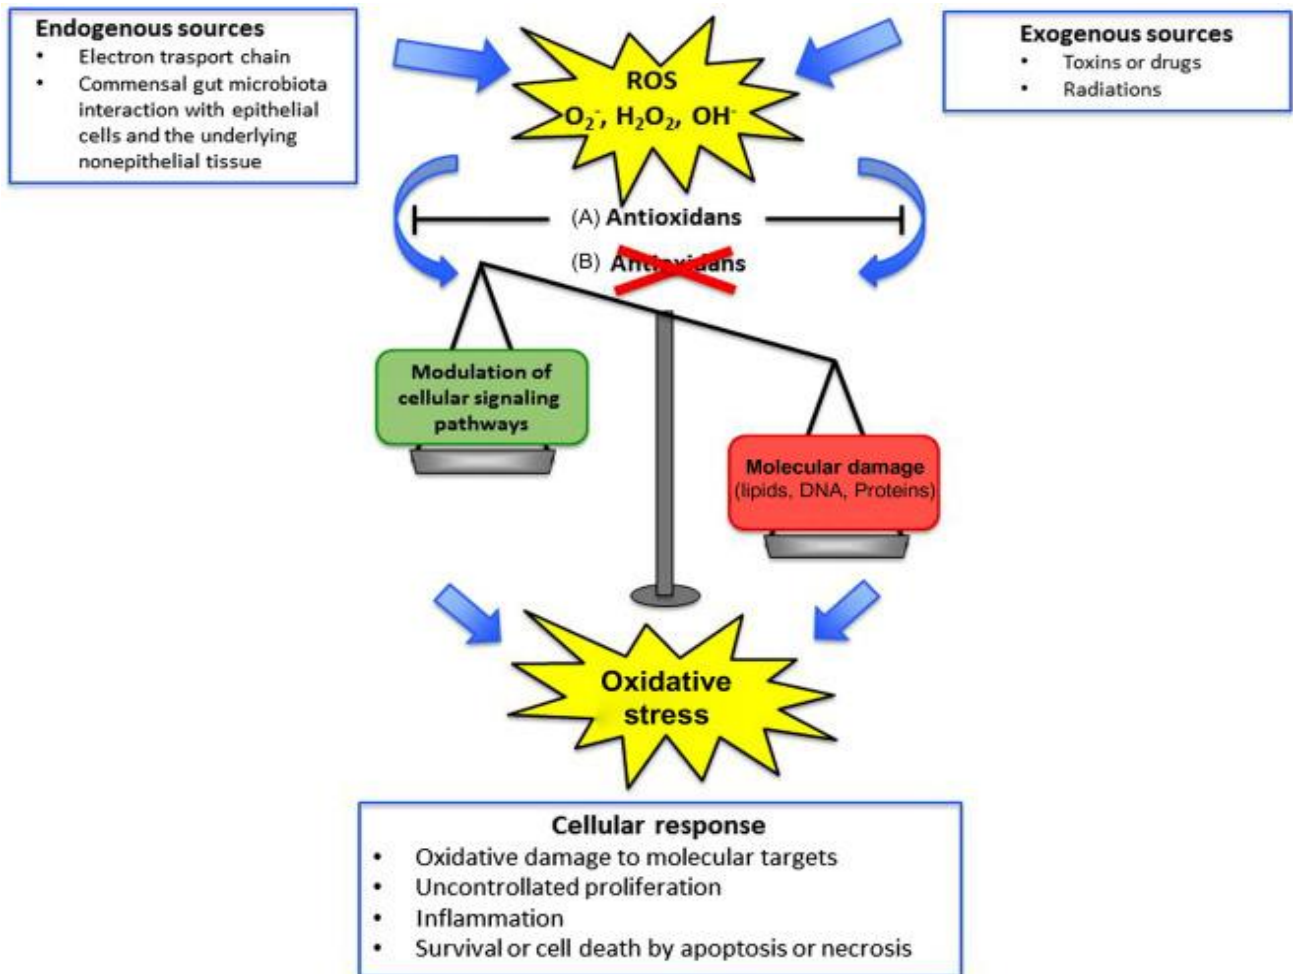 Endogenous sources
• Electron trasport chain
• Commensal gut microbiota
interaction with epithelial
cells and the underlying
nonepithelial tissue
ROS
O₂⁻, H₂O₂, OH⁻
Exogenous sources
• Toxins or drugs
• Radiations
(A) Antioxidans
(B) Antioxidans
Modulation of
cellular signaling
pathways
Molecular damage
(lipids, DNA, Proteins)
Oxidative
stress
Cellular response
• Oxidative damage to molecular targets
• Uncontrollated proliferation
• Inflammation
• Survival or cell death by apoptosis or necrosis